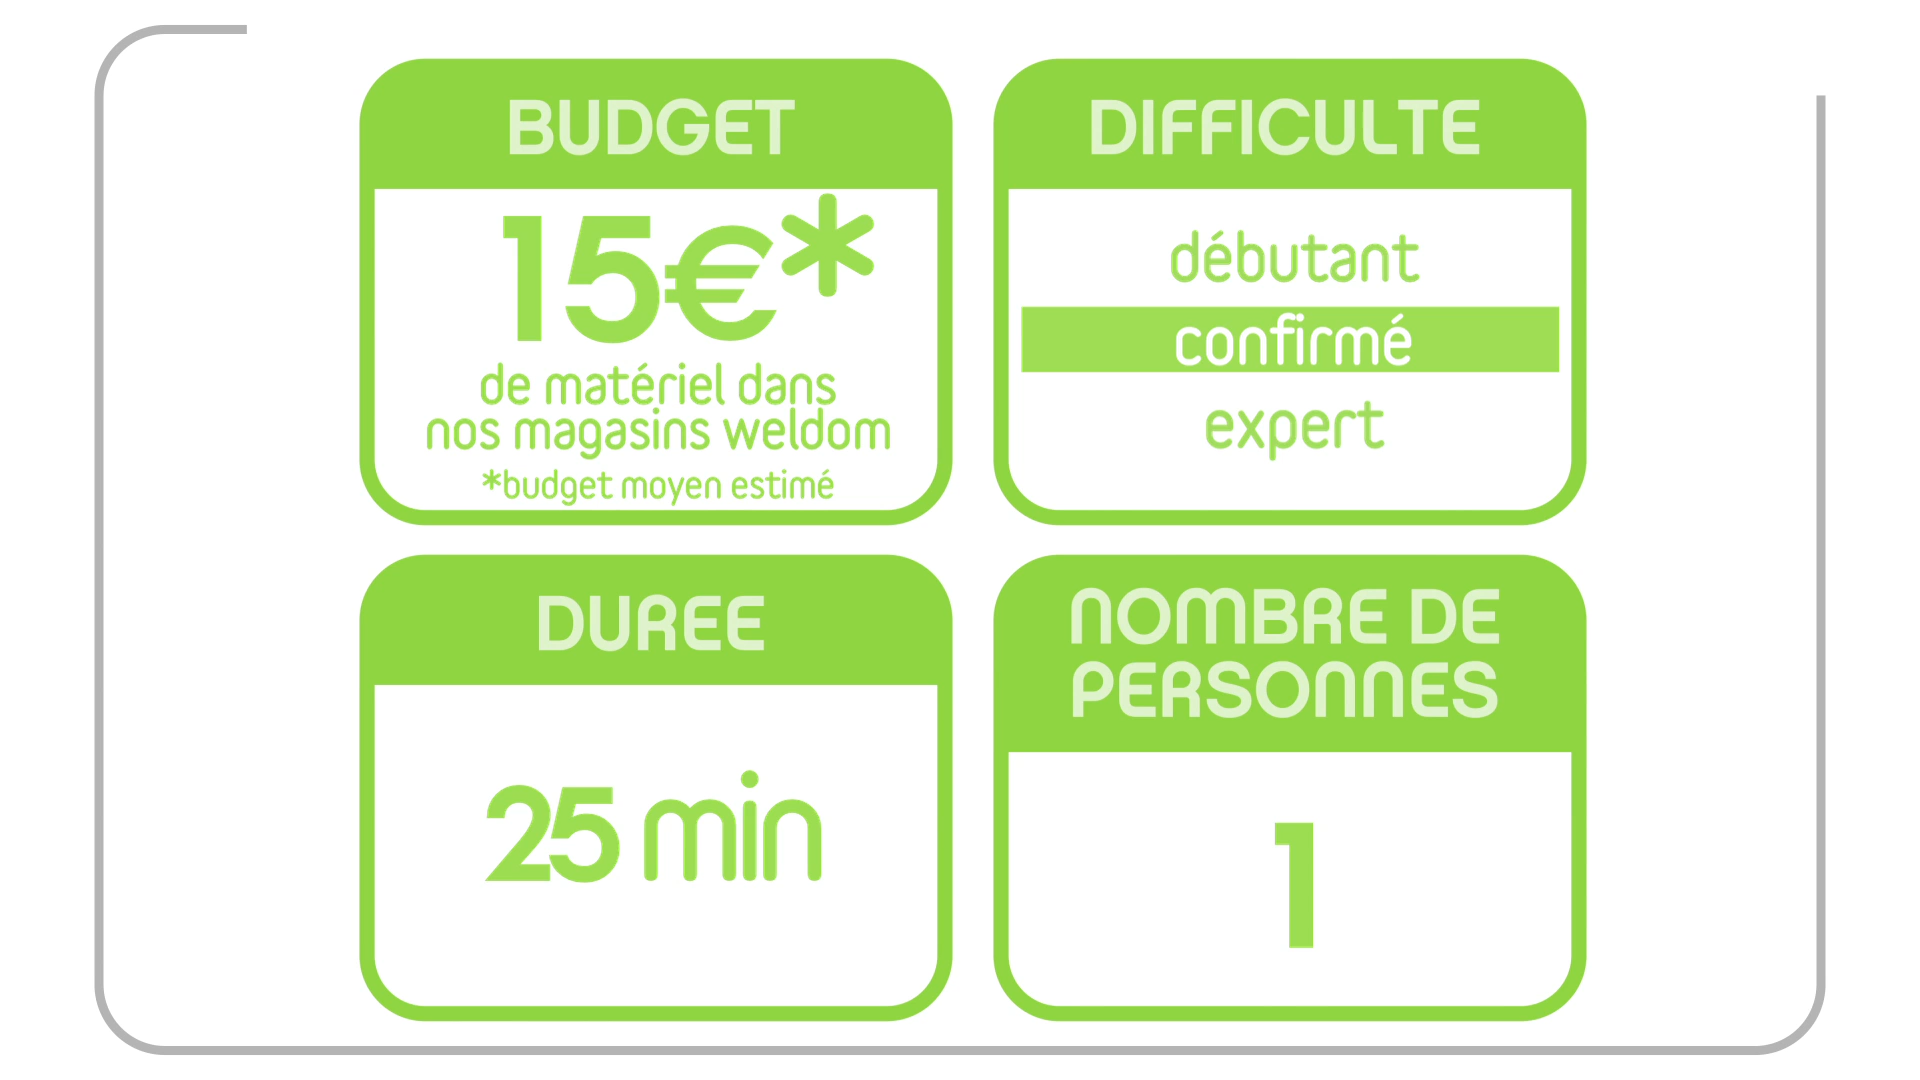 BUDGET
15€*
de matériel dans
nos magasins weldom
*budget moyen estimé
DIFFICULTE
débutant
confirmé
expert
DUREE
25 min
NOMBRE DE
PERSONNES
1